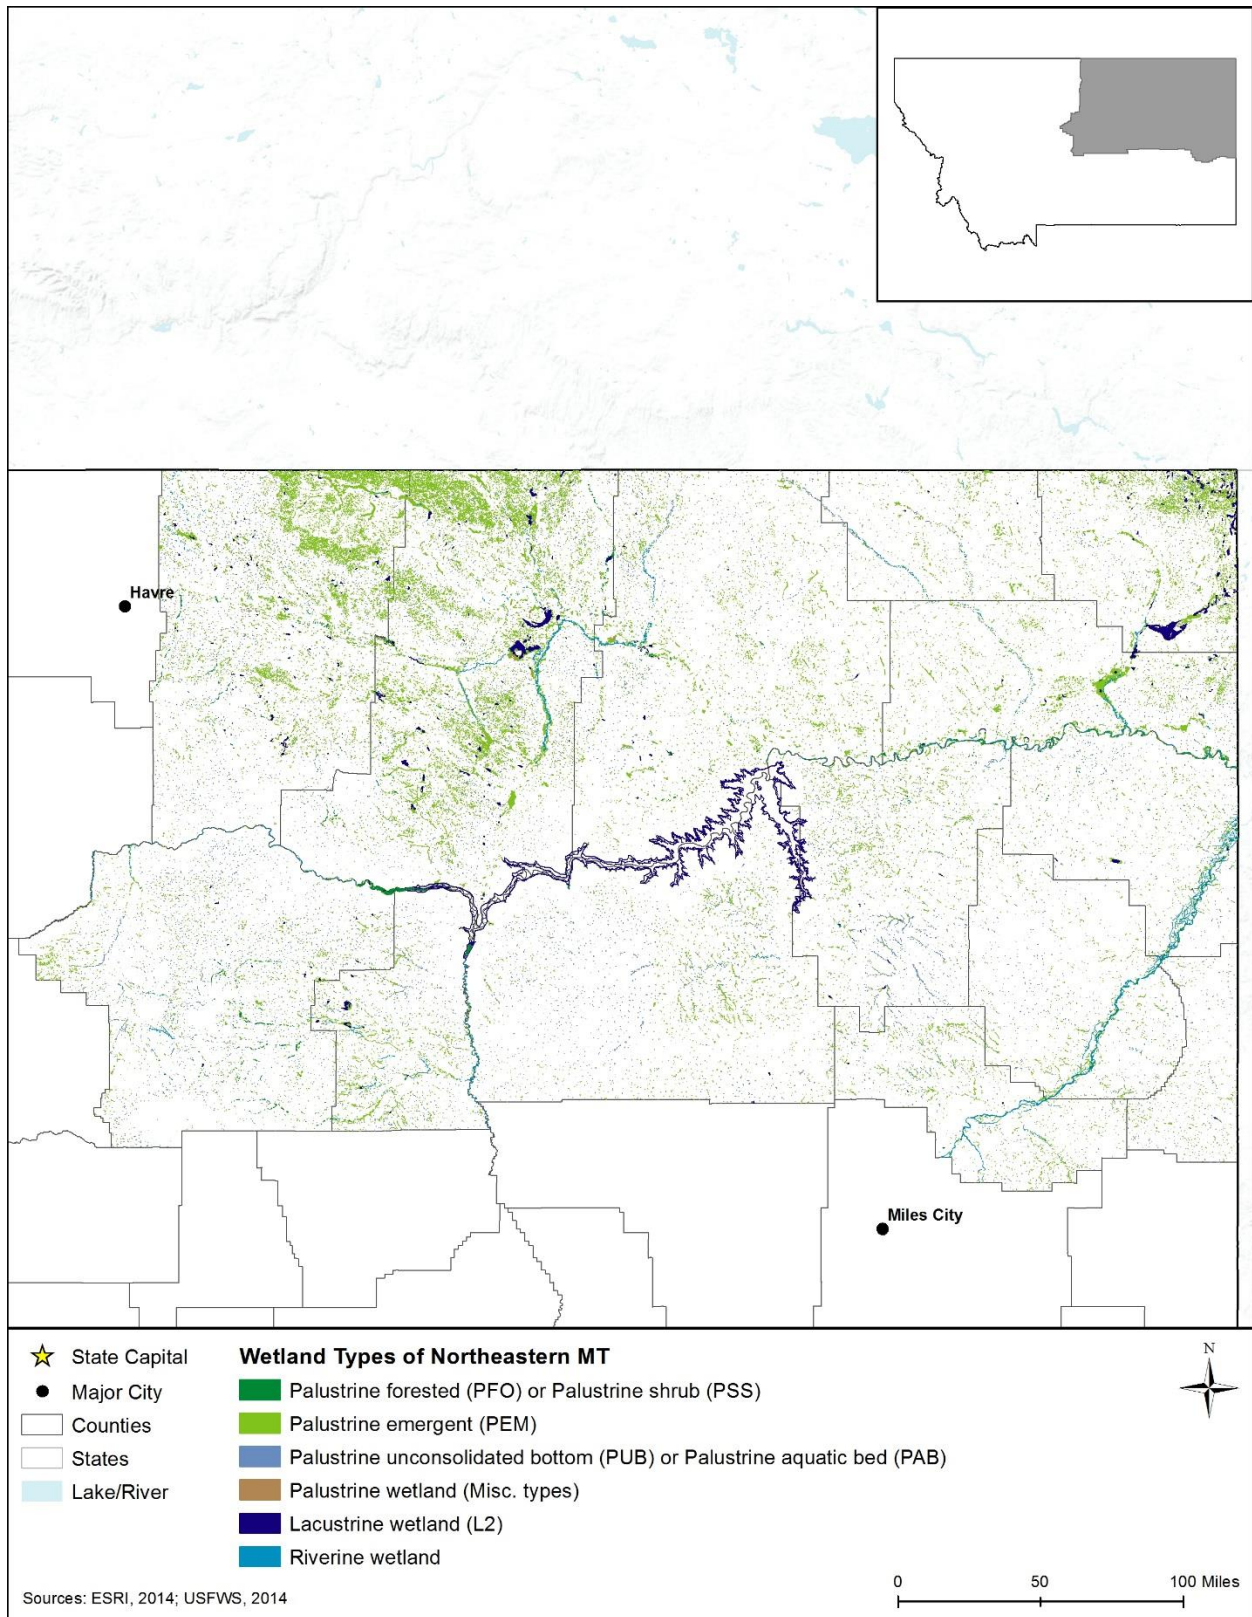 Havre
Miles City
State Capital
Major City
Counties
States
Lake/River
Wetland Types of Northeastern MT
Palustrine forested (PFO) or Palustrine shrub (PSS)
Palustrine emergent (PEM)
Palustrine unconsolidated bottom (PUB) or Palustrine aquatic bed (PAB)
Palustrine wetland (Misc. types)
Lacustrine wetland (L2)
Riverine wetland
N
0 50 100 Miles
Sources: ESRI, 2014; USFWS, 2014